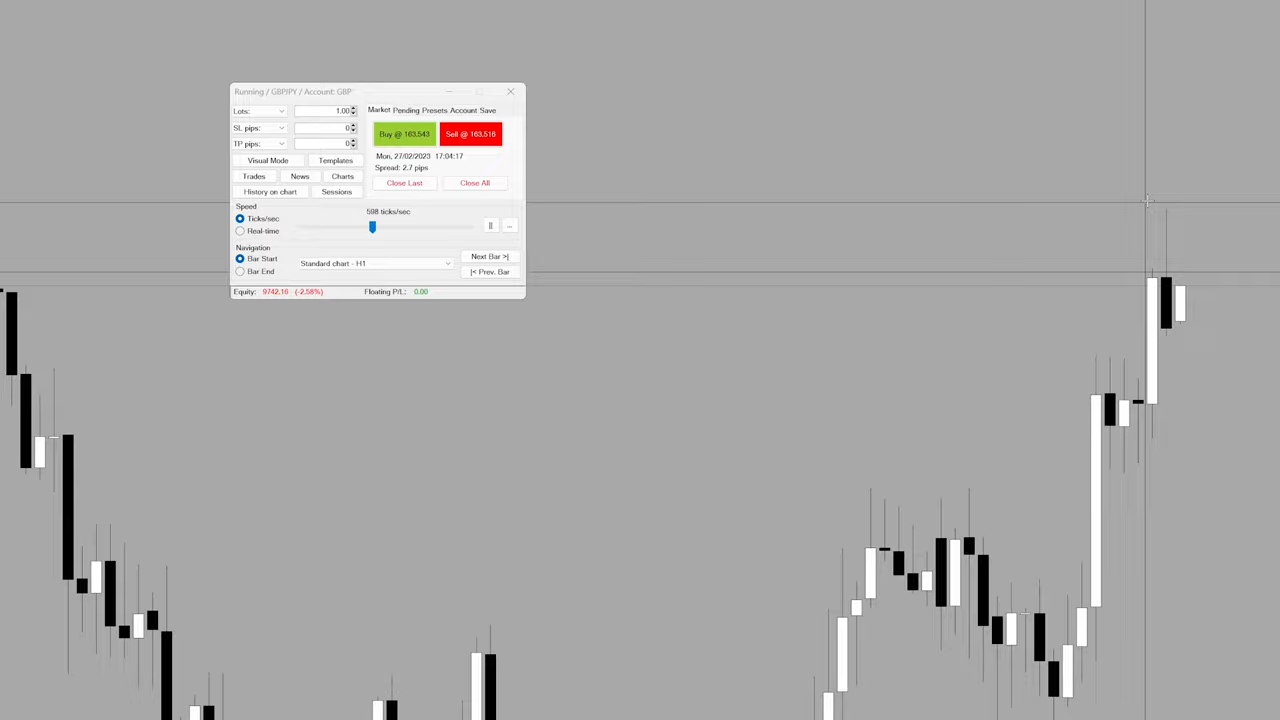 Running / GBPJPY / Account: GBP
Lots: 1.00
SL pips: 0
TP pips: 0
Visual Mode Templates
Trades News Charts
History on chart Sessions
Market Pending Presets Account Save
Buy @ 163,543 Sell @ 163,516
Mon, 27/02/2023 17:04:17
Spread: 2.7 pips
Close Last Close All
Speed
598 ticks/sec
Ticks/sec
Real-time
|| ...
Navigation
Bar Start
Bar End
Standard chart - H1
Next Bar >|
|< Prev. Bar
Equity: 9742.16 (-2.58%) Floating P/L: 0.00